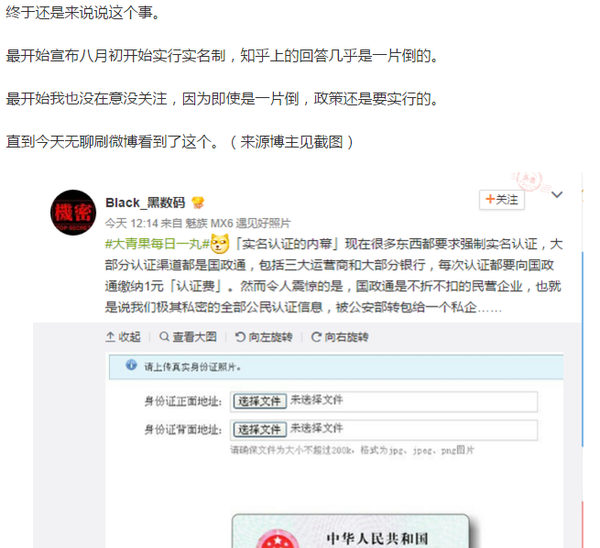 终于还是来说说这个事。
最开始宣布八月初开始实行实名制，知乎上的回答几乎是一片倒的。
最开始我也没在意没关注，因为即使是一片倒，政策还是要实行的。
直到今天无聊刷微博看到了这个。（来源博主见截图）
機密
TOP SECRET
Black_黑数码
+关注
今天 12:14 来自 魅族 MX6 遇见好照片
#大青果每日一丸#「实名认证的内幕」现在很多东西都要求强制实名认证，大
部分认证渠道都是国政通，包括三大运营商和大部分银行，每次认证都要向国政
通缴纳1元「认证费」。然而令人震惊的是，国政通是不折不扣的民营企业，也就
是说我们极其私密的全部公民认证信息，被公安部转包给一个私企……
收起 查看大图 向左旋转 向右旋转
请上传真实身份证照片。
身份证正面地址： 选择文件 未选择文件
身份证背面地址： 选择文件 未选择文件
请确保文件为大小不超过200k，格式为jpg、jpeg、png图片
中华人民共和国